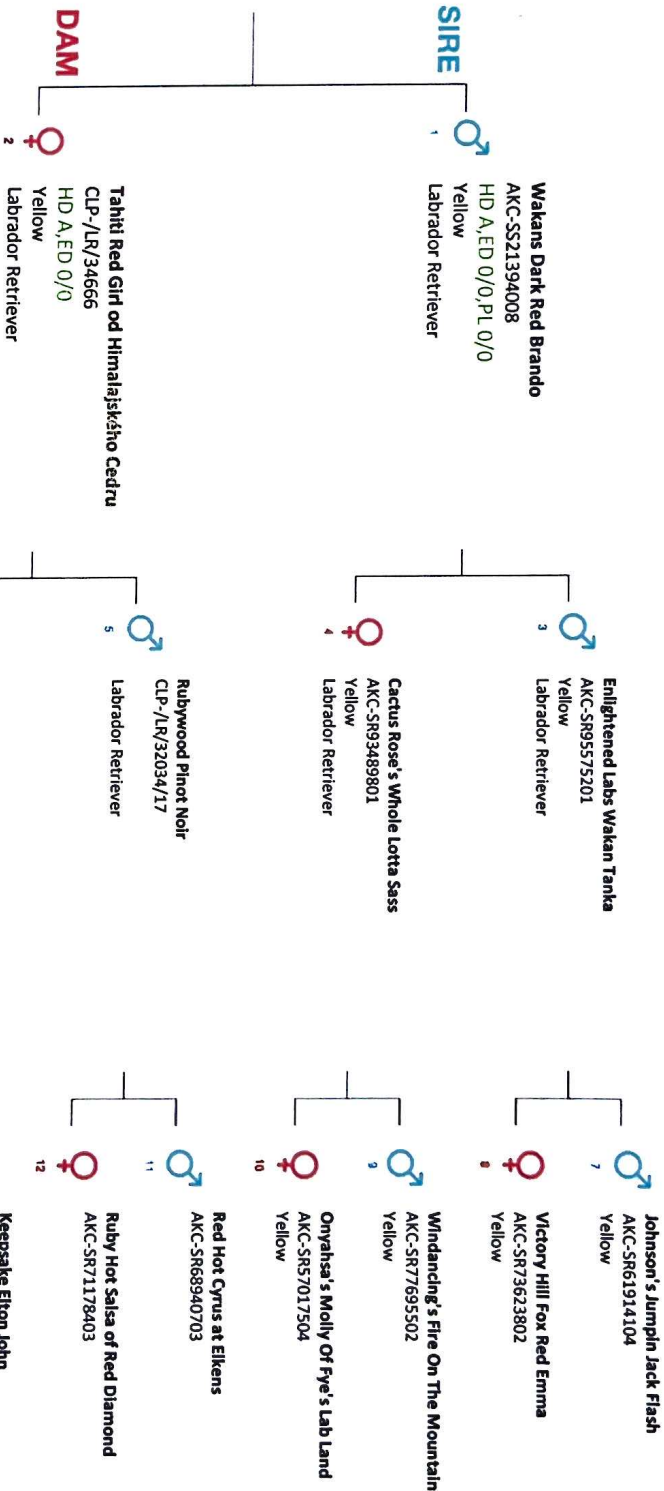 SIRE
1
Wakans Dark Red Brando
AKC-SS21394008
HD A,ED 0/0,PL 0/0
Yellow
Labrador Retriever
DAM
2
Tahiti Red Girl od Himalajského Cedru
CLP-/LR/34666
HD A,ED 0/0
Yellow
Labrador Retriever
3
Enlightened Labs Wakan Tanka
AKC-SR95575201
Yellow
Labrador Retriever
4
Cactus Rose's Whole Lotta Sass
AKC-SR93489801
Yellow
Labrador Retriever
5
Rubywood Pinot Noir
CLP-/LR/32034/17
Labrador Retriever
7
Johnson's Jumpin Jack Flash
AKC-SR61914104
Yellow
8
Victory Hill Fox Red Emma
AKC-SR73623802
Yellow
9
Windancing's Fire On The Mountain
AKC-SR77695502
Yellow
10
Onyahsa's Molly Of Fye's Lab Land
AKC-SR57017504
Yellow
11
Red Hot Cyrus at Elkens
AKC-SR68940703
12
Ruby Hot Salsa of Red Diamond
AKC-SR71178403
Keepsake Elton John